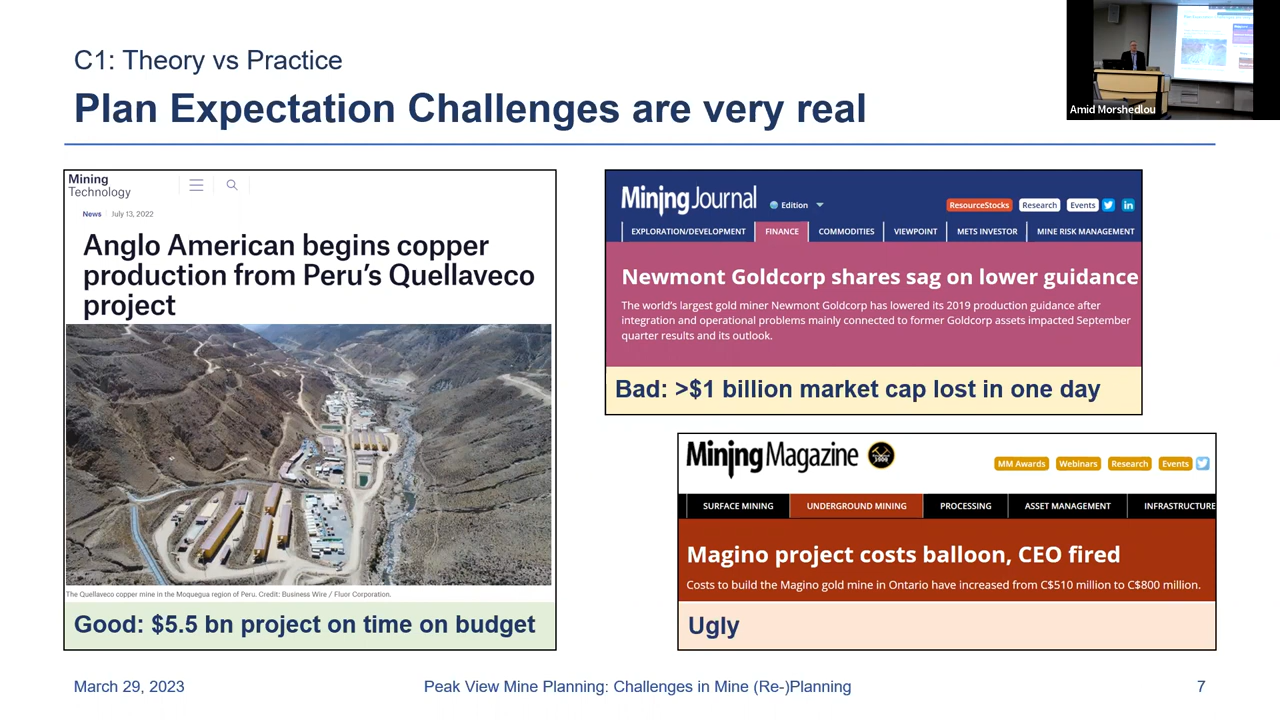 C1: Theory vs Practice
Plan Expectation Challenges are very real
Amid Morshedlou
Mining
Technology
News July 13, 2022
Anglo American begins copper
production from Peru's Quellaveco
project
The Quellaveco copper mine in the Moquegua region of Peru. Credit: Business Wire / Fluor Corporation.
Good: $5.5 bn project on time on budget
Mining Journal
Edition
ResourceStocks Research Events
EXPLORATION/DEVELOPMENT FINANCE COMMODITIES VIEWPOINT METS INVESTOR MINE RISK MANAGEMENT
Newmont Goldcorp shares sag on lower guidance
The world's largest gold miner Newmont Goldcorp has lowered its 2019 production guidance after
integration and operational problems mainly connected to former Goldcorp assets impacted September
quarter results and its outlook.
Bad: >$1 billion market cap lost in one day
Mining Magazine
MM Awards Webinars Research Events
SURFACE MINING UNDERGROUND MINING PROCESSING ASSET MANAGEMENT INFRASTRUCTURE
Magino project costs balloon, CEO fired
Costs to build the Magino gold mine in Ontario have increased from C$510 million to C$800 million.
Ugly
March 29, 2023
Peak View Mine Planning: Challenges in Mine (Re-)Planning
7